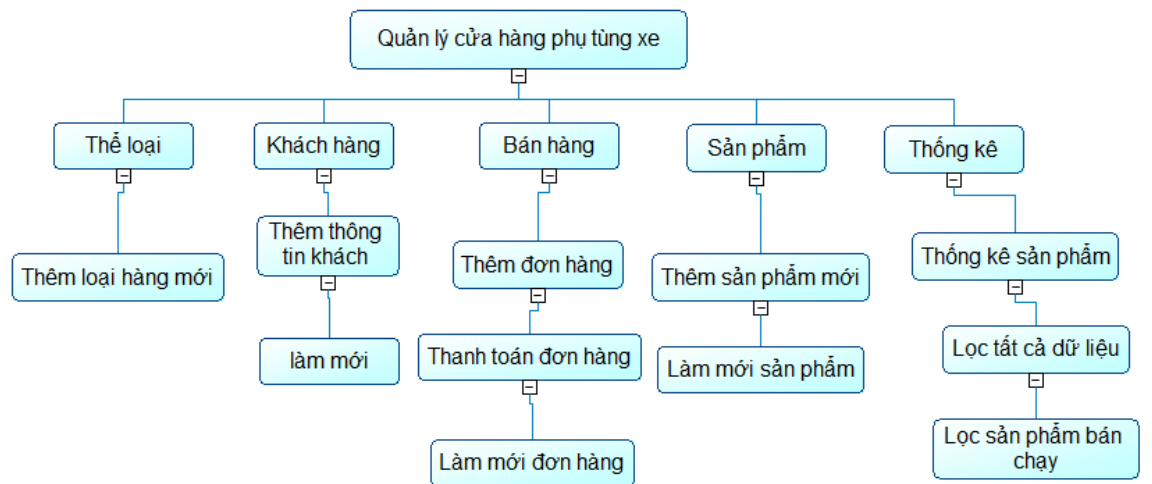 Quản lý cửa hàng phụ tùng xe
Thể loại
Khách hàng
Bán hàng
Sản phẩm
Thống kê
Thêm thông
tin khách
Thêm loại hàng mới
Thêm đơn hàng
Thêm sản phẩm mới
Thống kê sản phẩm
làm mới
Thanh toán đơn hàng
Làm mới sản phẩm
Lọc tất cả dữ liệu
Làm mới đơn hàng
Lọc sản phẩm bán
chạy